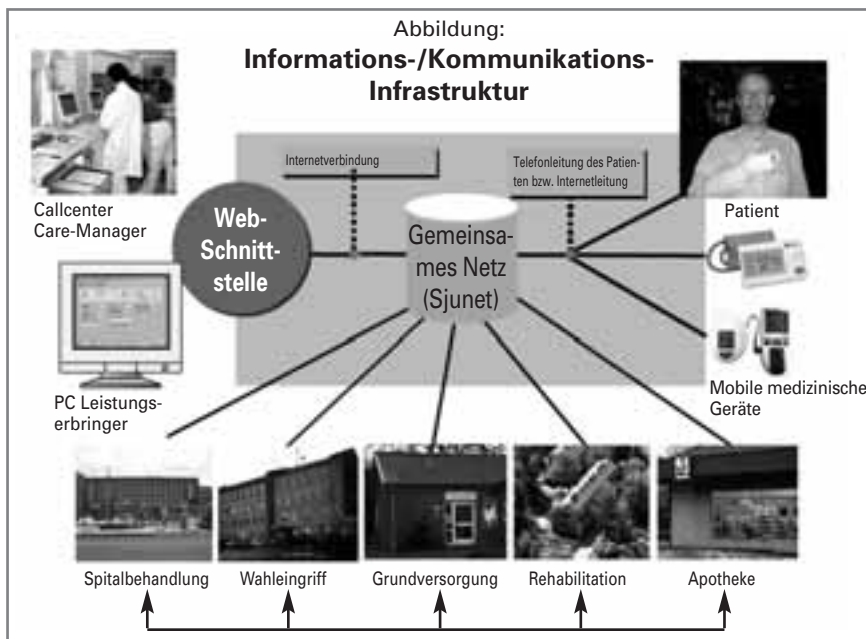 Abbildung:
Informations-/Kommunikations-
Infrastruktur
Internetverbindung
Telefonleitung des Patien-
ten bzw. Internetleitung
Callcenter
Care-Manager
Web-
Schnitt-
stelle
Gemeinsa-
mes Netz
(Sjunet)
Patient
PC Leistungs-
erbringer
Mobile medizinische
Geräte
Spitalbehandlung
Wahleingriff
Grundversorgung
Rehabilitation
Apotheke